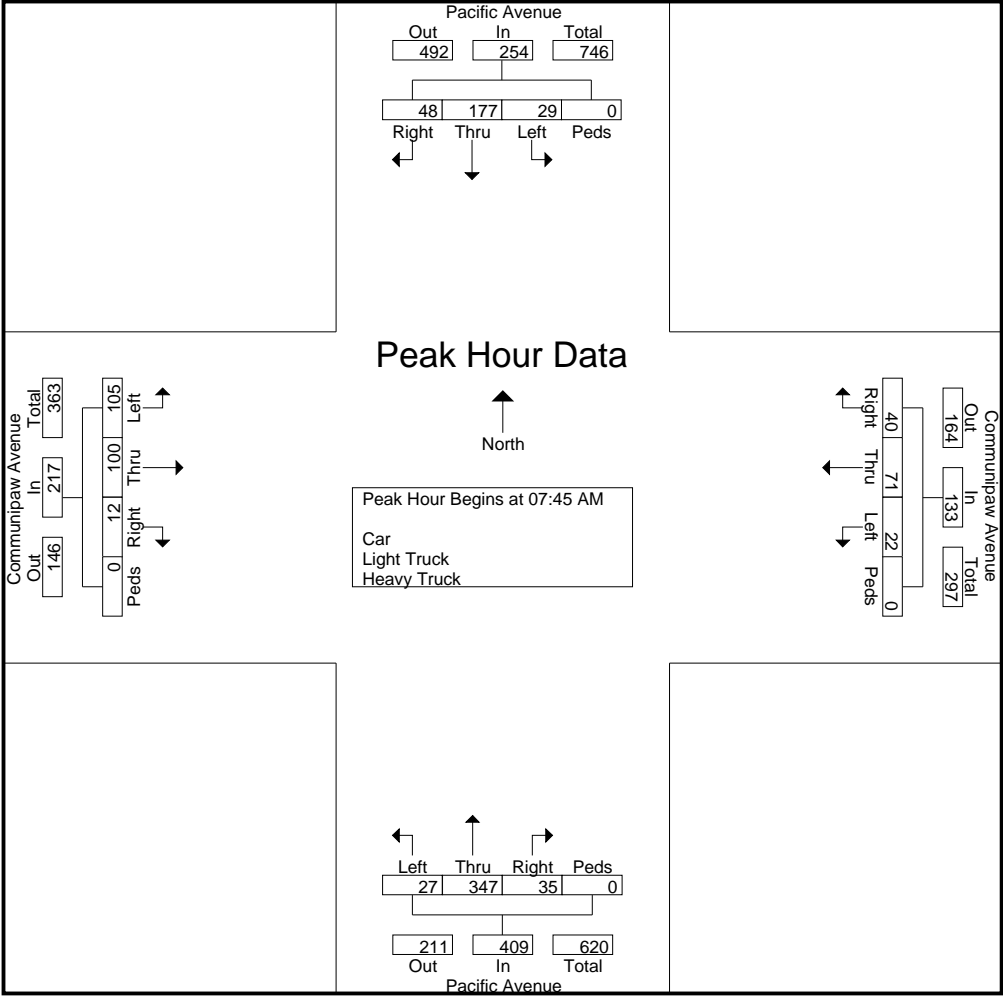 Pacific Avenue
Out In Total
492 254 746
48 177 29 0
Right Thru Left Peds
Peak Hour Data
North
Peak Hour Begins at 07:45 AM
Car
Light Truck
Heavy Truck
Communipaw Avenue
Out In Total
146 217 363
Peds Right Thru Left
0 12 100 105
Communipaw Avenue
Out In Total
164 133 297
40 71 22 0
Right Thru Left Peds
Left Thru Right Peds
27 347 35 0
211 409 620
Out In Total
Pacific Avenue